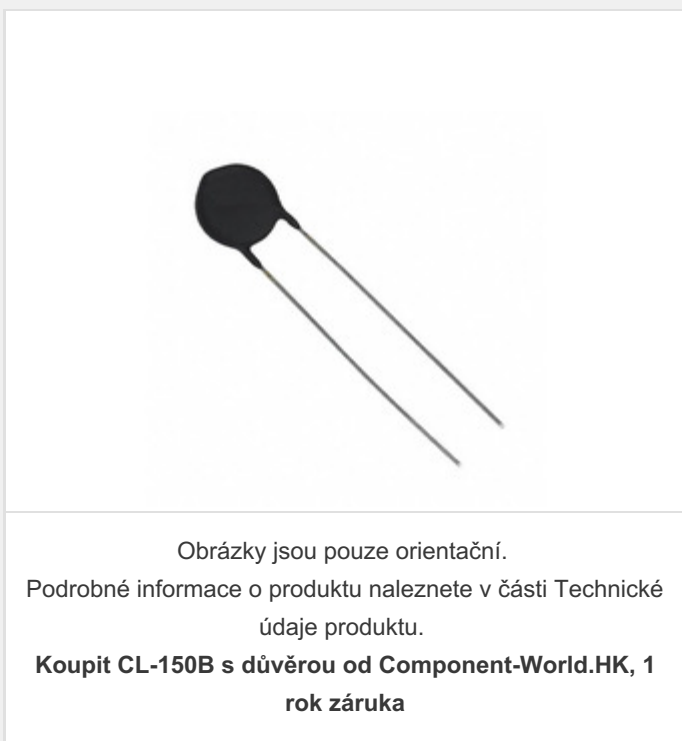 Obrázky jsou pouze orientační.
Podrobné informace o produktu naleznete v části Technické
údaje produktu.
Koupit CL-150B s důvěrou od Component-World.HK, 1
rok záruka